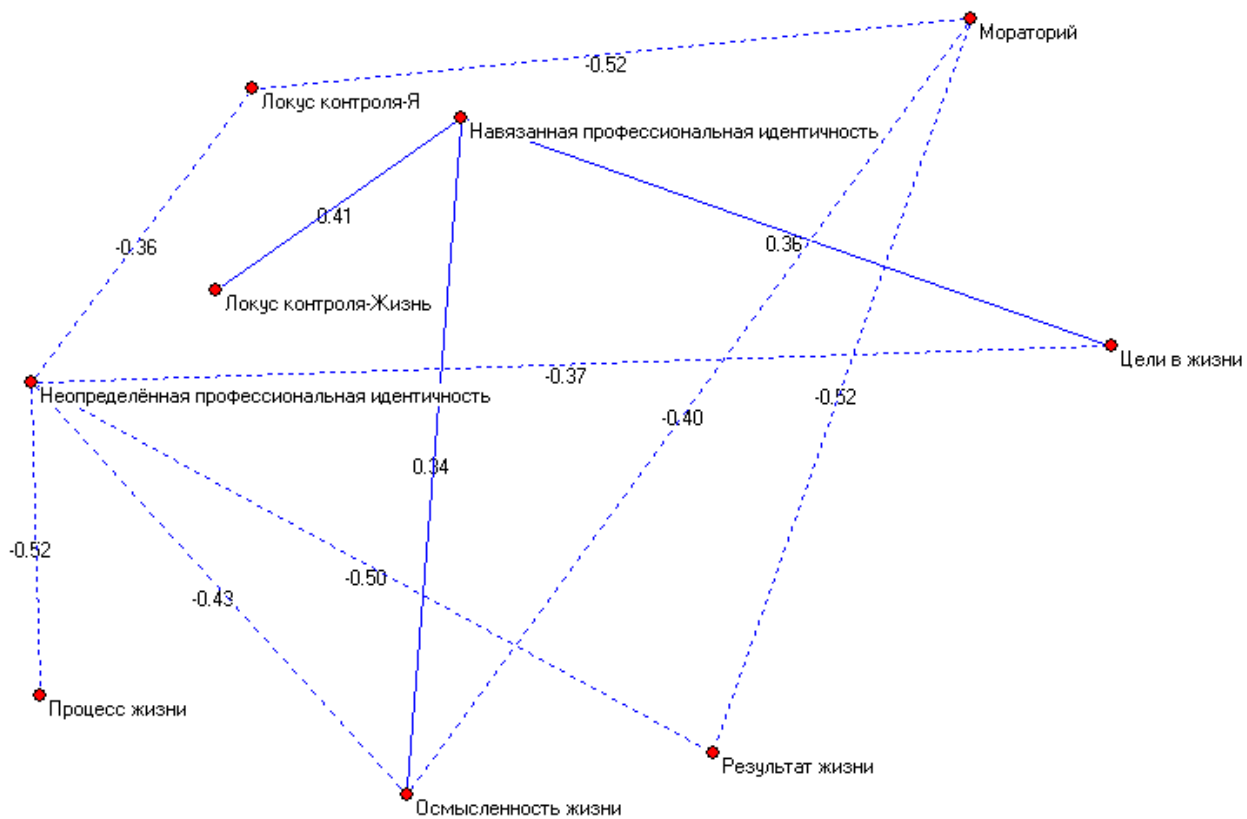 Мораторий
-0.52
Локус контроля-Я
Навязанная профессиональная идентичность
0.41
-0.36
0.36
Локус контроля-Жизнь
Цели в жизни
-0.37
Неопределённая профессиональная идентичность
-0.52
-0.40
0.34
-0.52
-0.50
-0.43
Процесс жизни
Результат жизни
Осмысленность жизни